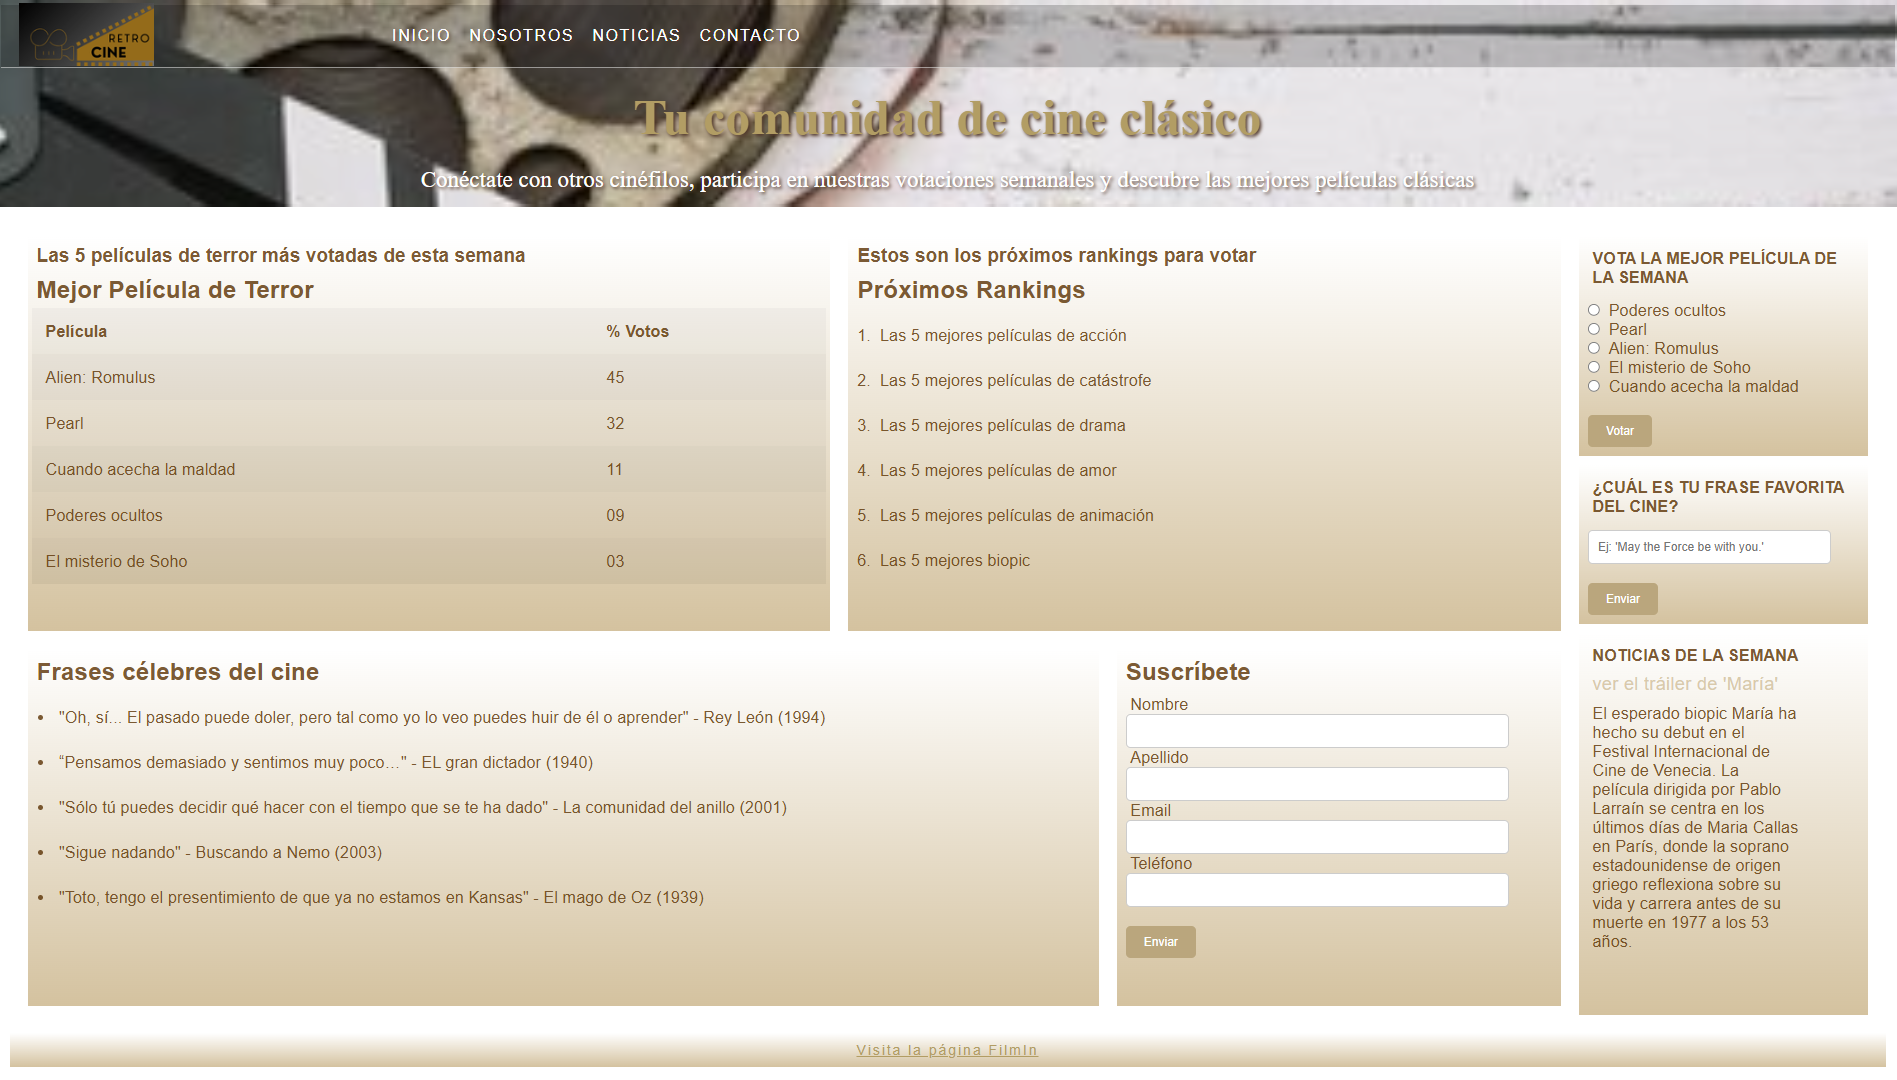 RETRO
CINE
INICIO NOSOTROS NOTICIAS CONTACTO
Tu comunidad de cine clásico
Conéctate con otros cinéfilos, participa en nuestras votaciones semanales y descubre las mejores películas clásicas
Las 5 películas de terror más votadas de esta semana
Mejor Película de Terror
Película % Votos
Alien: Romulus 45
Pearl 32
Cuando acecha la maldad 11
Poderes ocultos 09
El misterio de Soho 03
Estos son los próximos rankings para votar
Próximos Rankings
1. Las 5 mejores películas de acción
2. Las 5 mejores películas de catástrofe
3. Las 5 mejores películas de drama
4. Las 5 mejores películas de amor
5. Las 5 mejores películas de animación
6. Las 5 mejores biopic
VOTA LA MEJOR PELÍCULA DE
LA SEMANA
Poderes ocultos
Pearl
Alien: Romulus
El misterio de Soho
Cuando acecha la maldad
Votar
¿CUÁL ES TU FRASE FAVORITA
DEL CINE?
Ej: 'May the Force be with you.'
Enviar
Frases célebres del cine
• "Oh, sí... El pasado puede doler, pero tal como yo lo veo puedes huir de él o aprender" - Rey León (1994)
• “Pensamos demasiado y sentimos muy poco…" - EL gran dictador (1940)
• "Sólo tú puedes decidir qué hacer con el tiempo que se te ha dado" - La comunidad del anillo (2001)
• "Sigue nadando" - Buscando a Nemo (2003)
• "Toto, tengo el presentimiento de que ya no estamos en Kansas" - El mago de Oz (1939)
Suscríbete
Nombre
Apellido
Email
Teléfono
Enviar
NOTICIAS DE LA SEMANA
ver el tráiler de 'María'
El esperado biopic María ha
hecho su debut en el
Festival Internacional de
Cine de Venecia. La
película dirigida por Pablo
Larraín se centra en los
últimos días de Maria Callas
en París, donde la soprano
estadounidense de origen
griego reflexiona sobre su
vida y carrera antes de su
muerte en 1977 a los 53
años.
Visita la página FilmIn